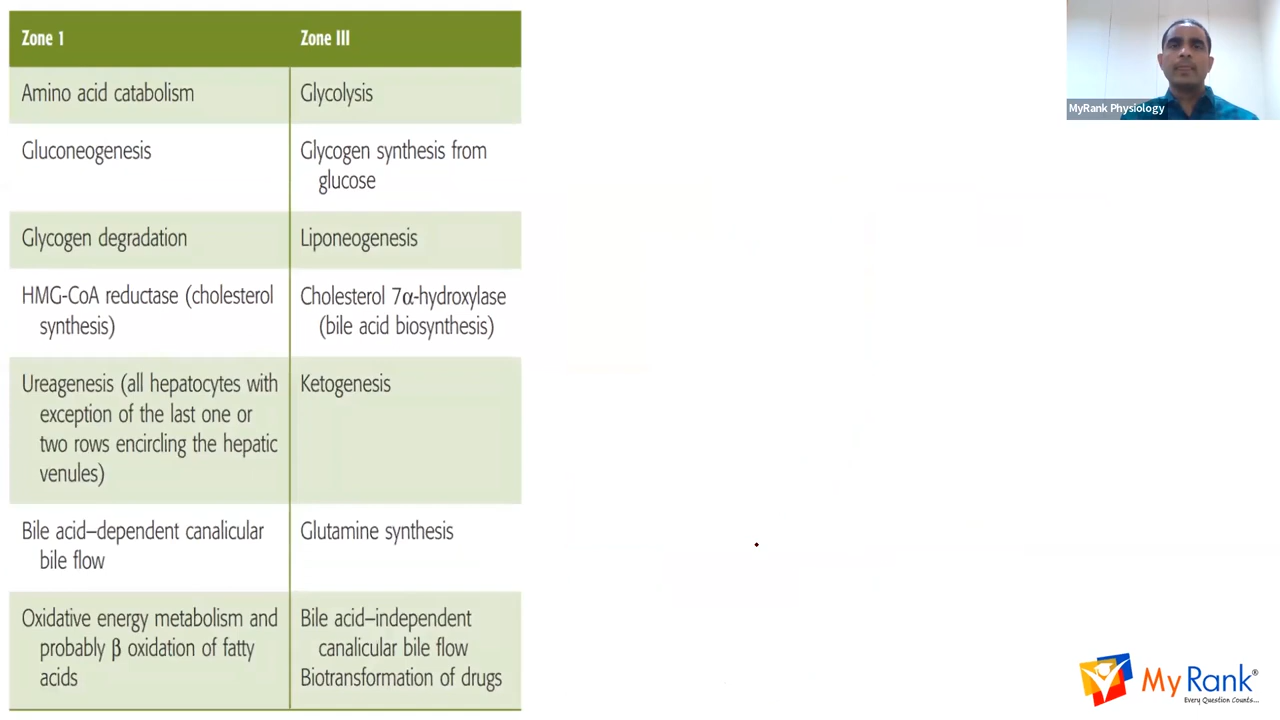 Zone 1
Zone III
Amino acid catabolism
Glycolysis
Gluconeogenesis
Glycogen synthesis from
glucose
Glycogen degradation
Liponeogenesis
HMG-CoA reductase (cholesterol
synthesis)
Cholesterol 7α-hydroxylase
(bile acid biosynthesis)
Ureagenesis (all hepatocytes with
exception of the last one or
two rows encircling the hepatic
venules)
Ketogenesis
Bile acid–dependent canalicular
bile flow
Glutamine synthesis
Oxidative energy metabolism and
probably β oxidation of fatty
acids
Bile acid–independent
canalicular bile flow
Biotransformation of drugs
MyRank Physiology
My Rank®
Every Question Counts...